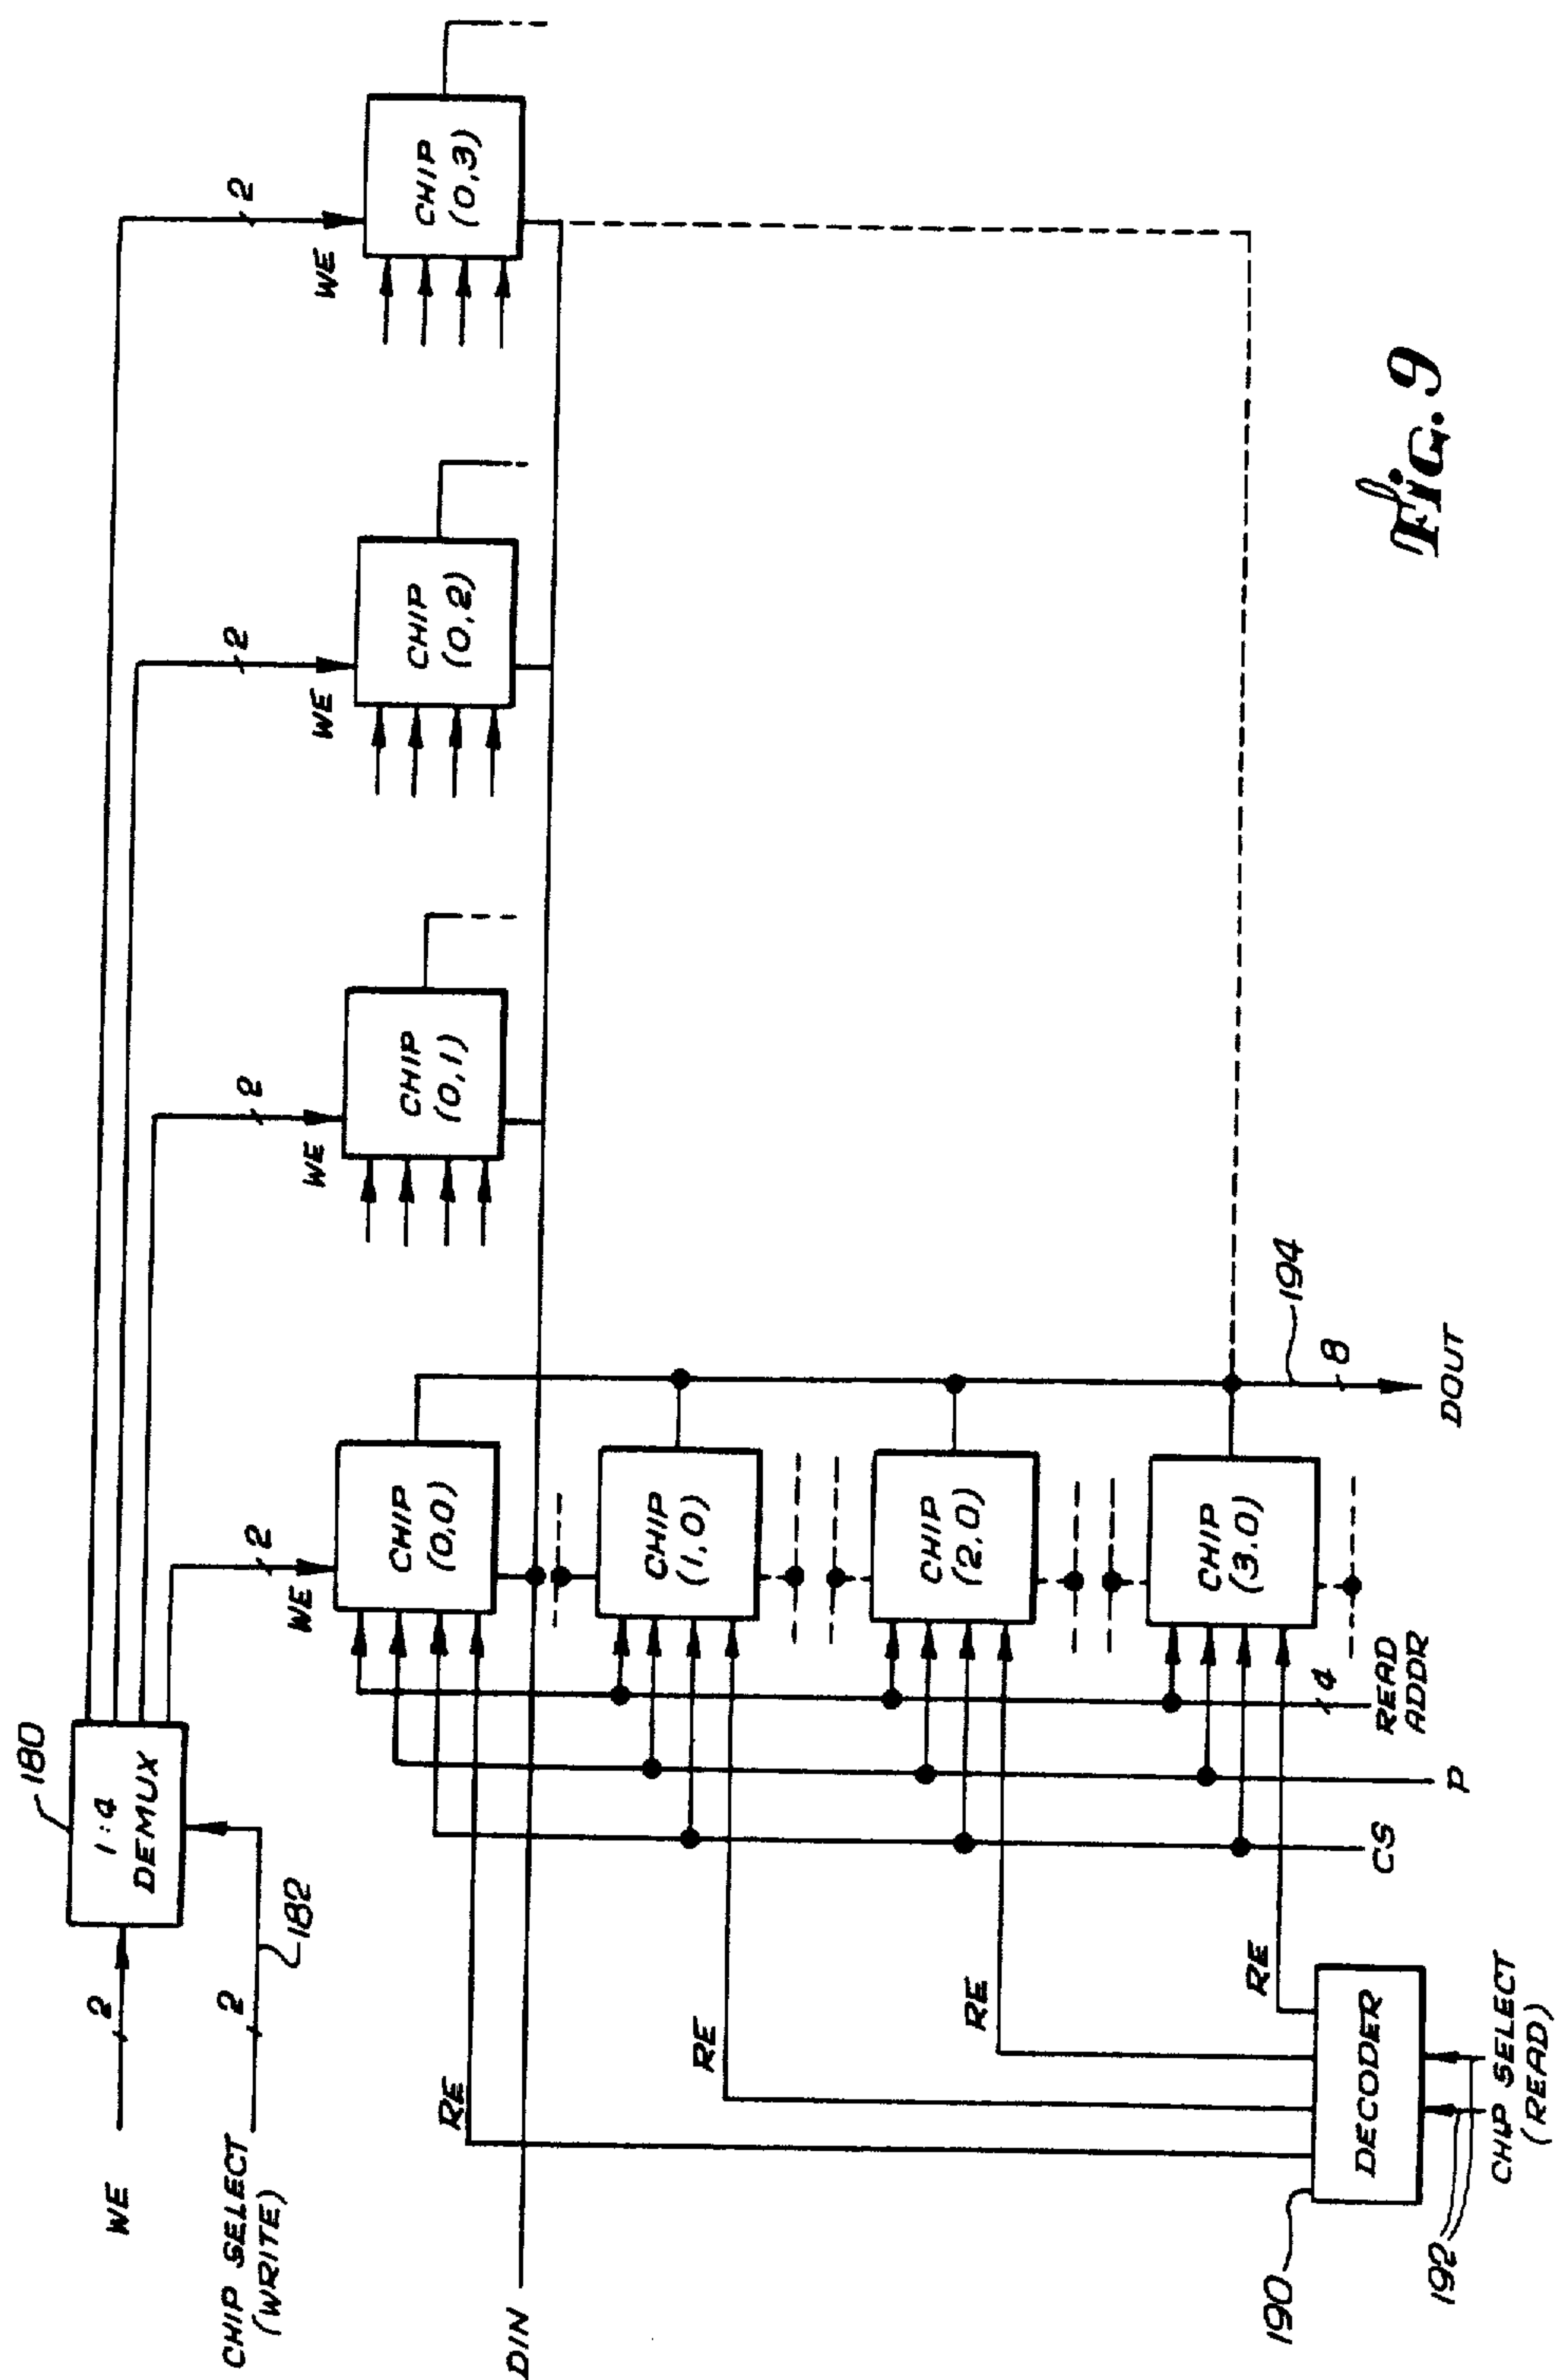 180
1:4
DEMUX
WE
2
CHIP SELECT
(WRITE)
2
182
2
2
2
2
WE
CHIP
(0,0)
WE
CHIP
(0,1)
WE
CHIP
(0,2)
WE
CHIP
(0,3)
DIN
RE
CHIP
(1,0)
RE
CHIP
(2,0)
RE
CHIP
(3,0)
RE
190
DECODER
192
CHIP SELECT
(READ)
CS
P
4
READ
ADDR
194
8
DOUT
Fig. 9